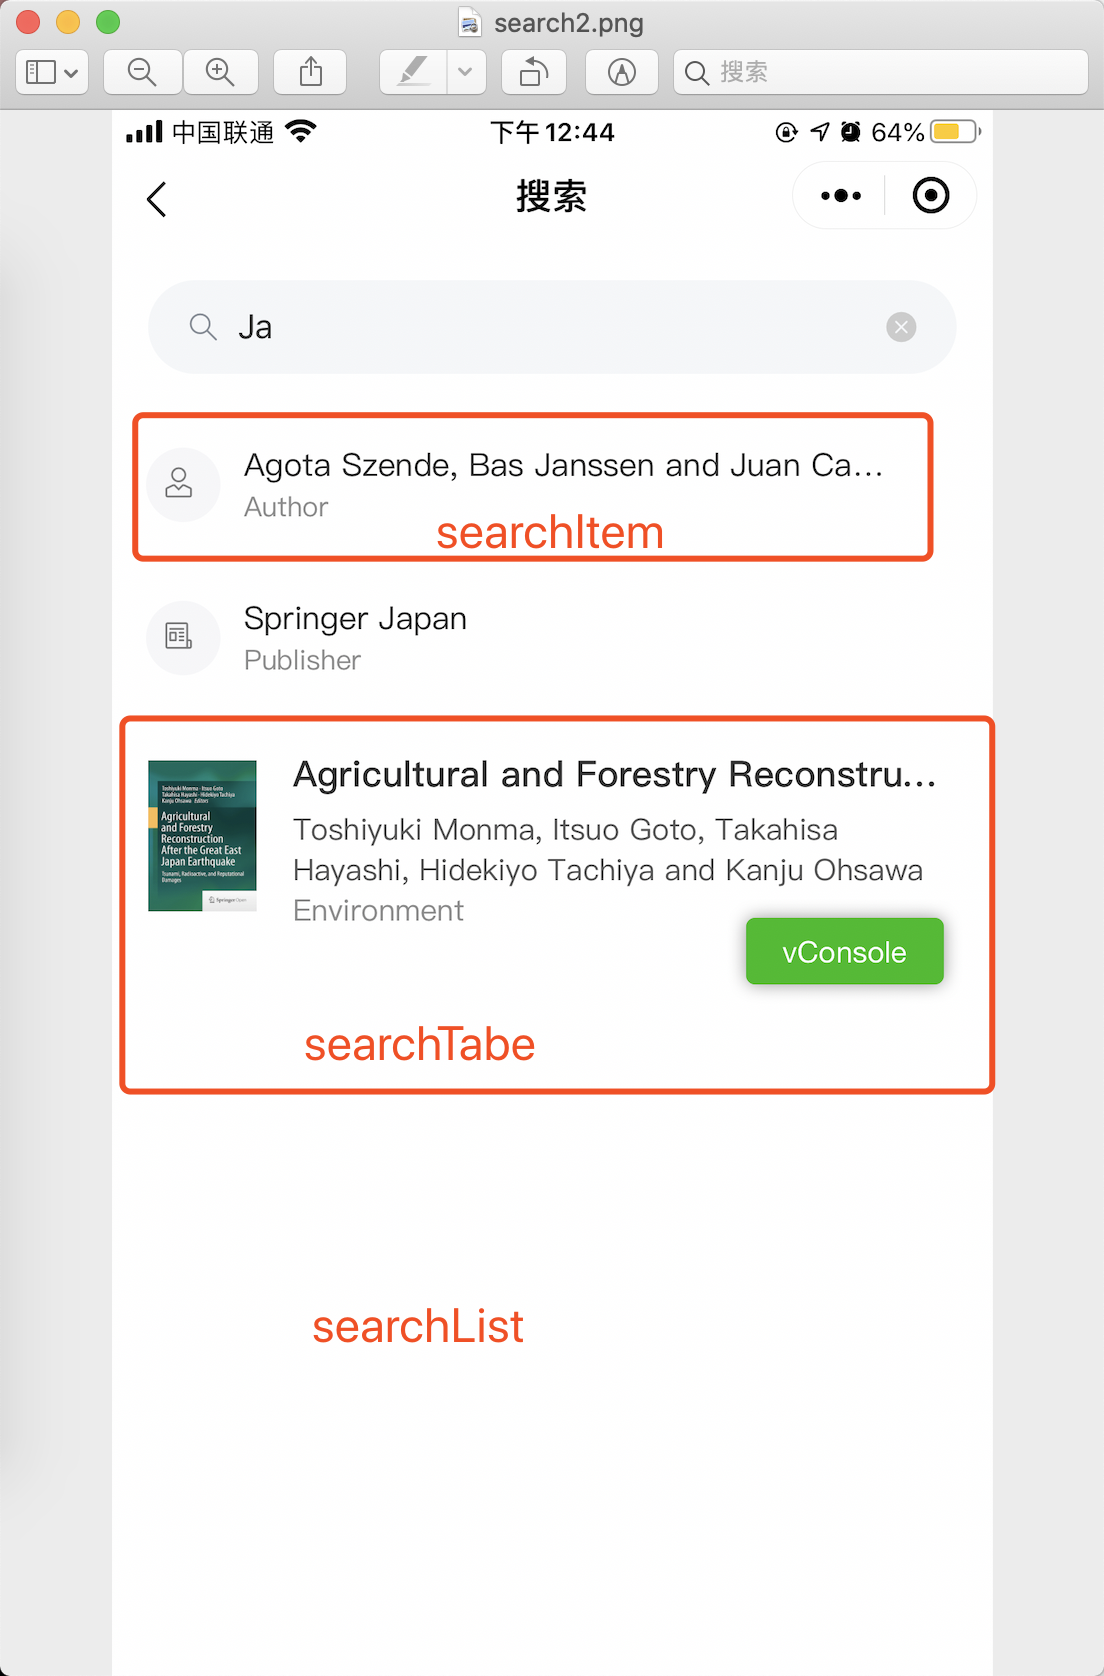 search2.png
搜索
中国联通
下午12:44
64%
搜索
Ja
Agota Szende, Bas Janssen and Juan Ca...
Author
searchItem
Springer Japan
Publisher
Toshiyuki Monma · Itsuo Goto
Takahisa Hayashi · Hidekiyo Tachiya
Kanju Ohsawa Editors
Agricultural
and Forestry
Reconstruction
After the Great East
Japan Earthquake
Tsunami, Radioactive, and Reputational
Damages
Springer Open
Agricultural and Forestry Reconstru...
Toshiyuki Monma, Itsuo Goto, Takahisa
Hayashi, Hidekiyo Tachiya and Kanju Ohsawa
Environment
vConsole
searchTabe
searchList